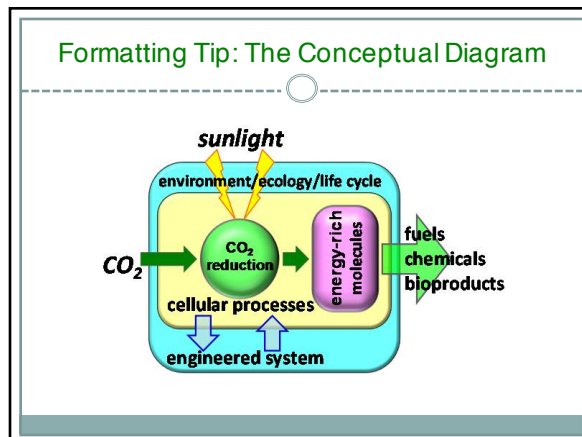 Formatting Tip: The Conceptual Diagram
sunlight
environment/ecology/life cycle
CO2
CO2
reduction
energy-rich
molecules
fuels
chemicals
bioproducts
cellular processes
engineered system